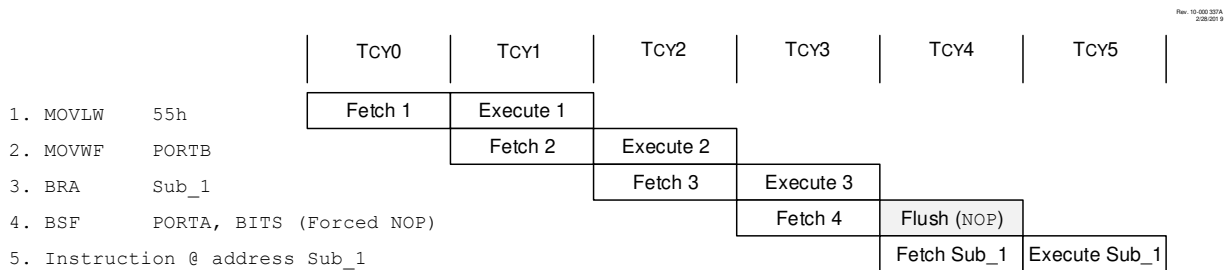 Rev. 10-000 337A
2/28/201 9
TCY0 TCY1 TCY2 TCY3 TCY4 TCY5
1. MOVLW 55h Fetch 1 Execute 1
2. MOVWF PORTB Fetch 2 Execute 2
3. BRA Sub_1 Fetch 3 Execute 3
4. BSF PORTA, BITS (Forced NOP) Fetch 4 Flush (NOP)
5. Instruction @ address Sub_1 Fetch Sub_1 Execute Sub_1